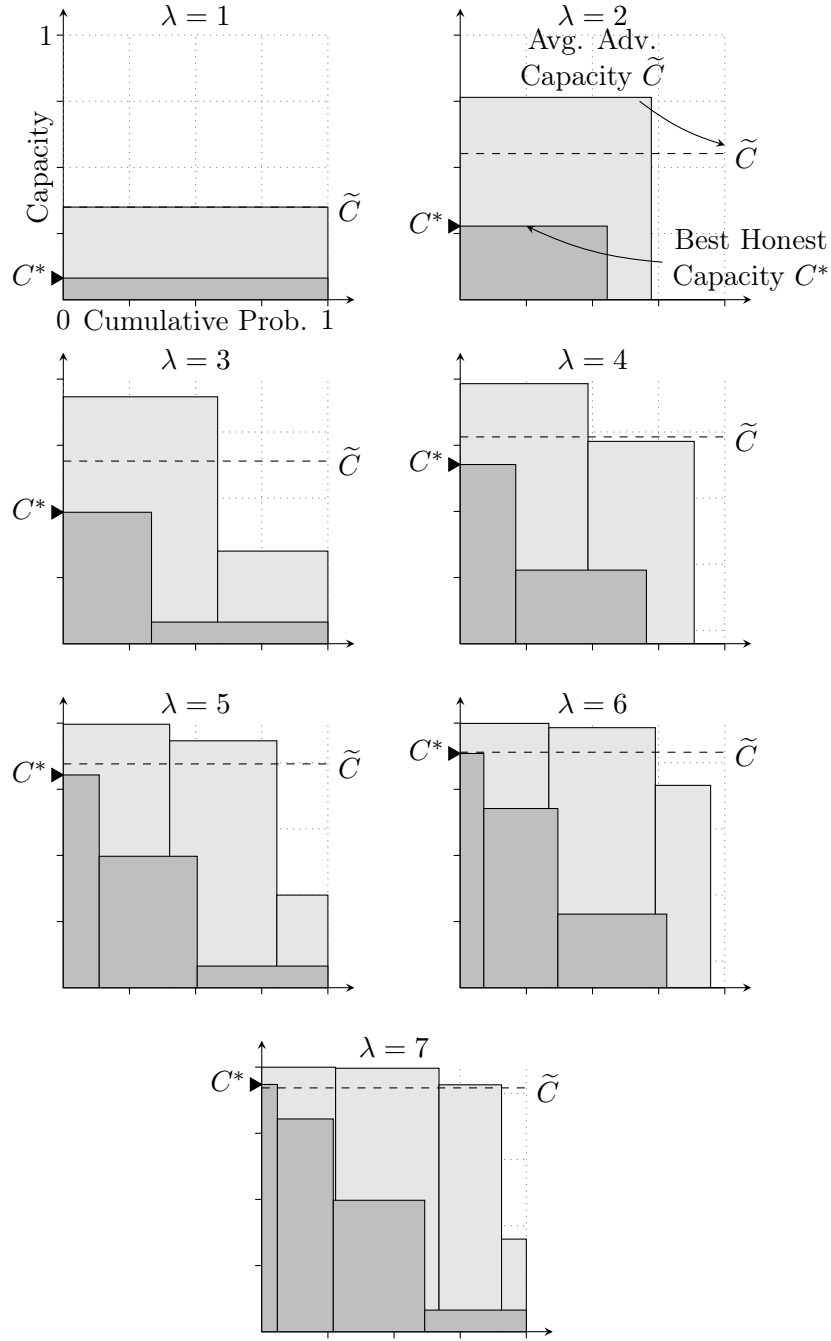 λ = 1
1
Capacity
C̃
C*
0 Cumulative Prob. 1
λ = 2
Avg. Adv.
Capacity C̃
C̃
C*
Best Honest
Capacity C*
λ = 3
C̃
C*
λ = 4
C̃
C*
λ = 5
C̃
C*
λ = 6
C̃
C*
λ = 7
C̃
C*